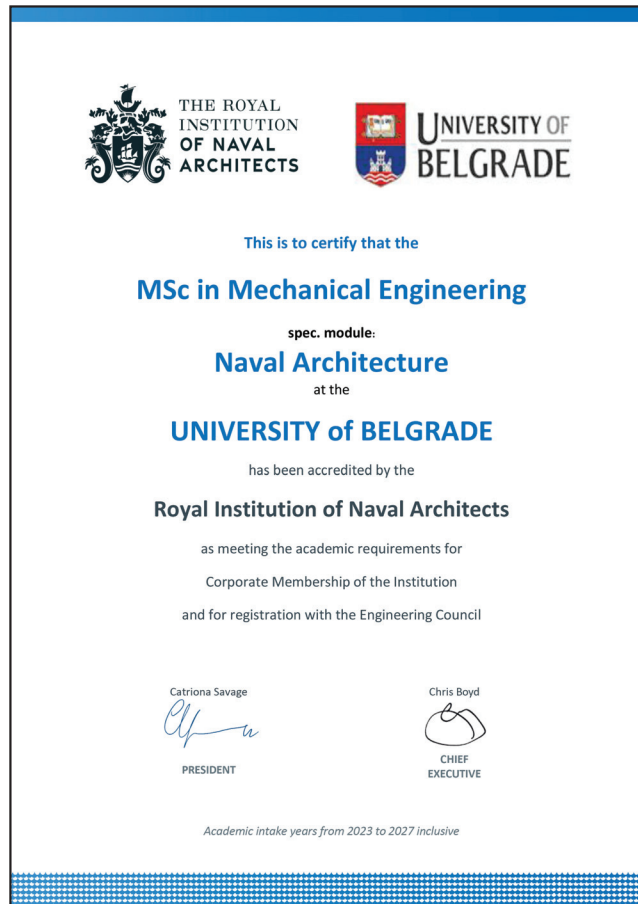 THE ROYAL
INSTITUTION
OF NAVAL
ARCHITECTS
UNIVERSITY OF
BELGRADE
This is to certify that the
MSc in Mechanical Engineering
spec. module:
Naval Architecture
at the
UNIVERSITY of BELGRADE
has been accredited by the
Royal Institution of Naval Architects
as meeting the academic requirements for
Corporate Membership of the Institution
and for registration with the Engineering Council
Catriona Savage
PRESIDENT
Chris Boyd
CHIEF
EXECUTIVE
Academic intake years from 2023 to 2027 inclusive